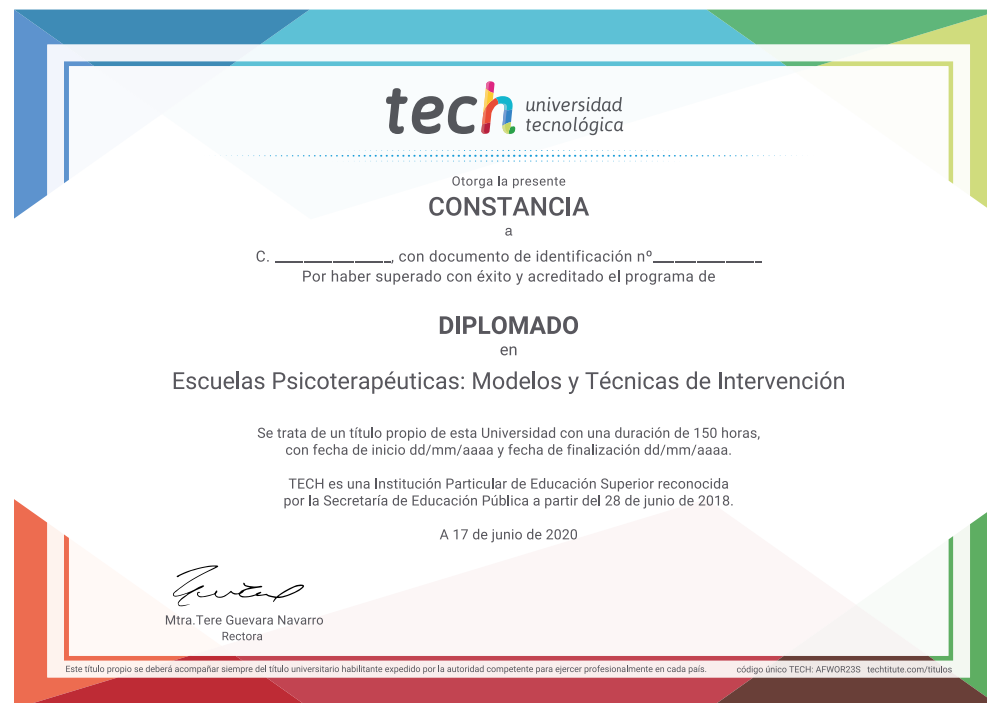 tech universidad
tecnológica
Otorga la presente
CONSTANCIA
a
C. ________________, con documento de identificación nº_______________
Por haber superado con éxito y acreditado el programa de
DIPLOMADO
en
Escuelas Psicoterapéuticas: Modelos y Técnicas de Intervención
Se trata de un título propio de esta Universidad con una duración de 150 horas,
con fecha de inicio dd/mm/aaaa y fecha de finalización dd/mm/aaaa.
TECH es una Institución Particular de Educación Superior reconocida
por la Secretaría de Educación Pública a partir del 28 de junio de 2018.
A 17 de junio de 2020
Mtra.Tere Guevara Navarro
Rectora
Este título propio se deberá acompañar siempre del título universitario habilitante expedido por la autoridad competente para ejercer profesionalmente en cada país. código único TECH: AFWOR23S techtitute.com/titulos